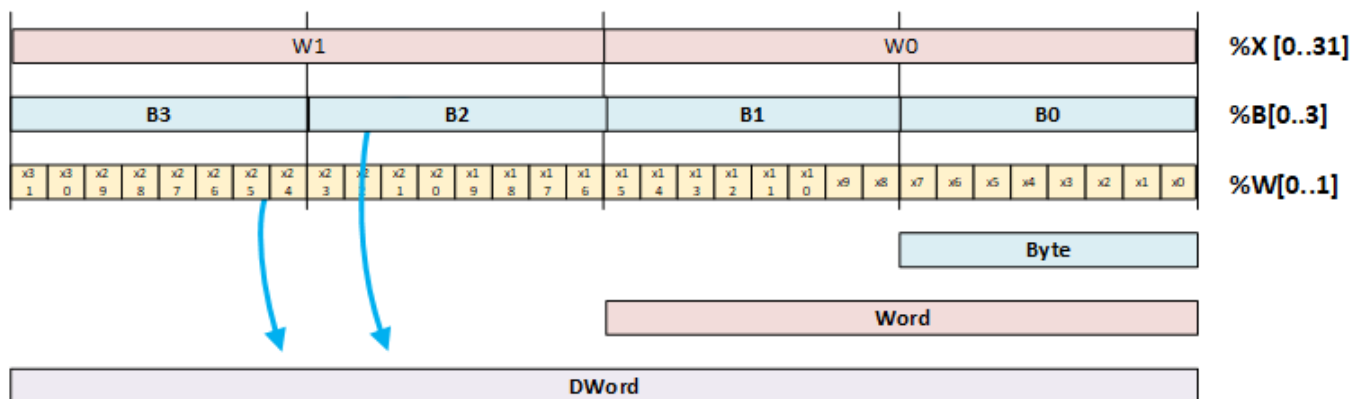 W1 W0 %X [0..31]
B3 B2 B1 B0 %B[0..3]
x31 x30 x29 x28 x27 x26 x25 x24 x23 x21 x20 x19 x18 x17 x16 x15 x14 x13 x12 x11 x10 x9 x8 x7 x6 x5 x4 x3 x2 x1 x0 %W[0..1]
Byte
Word
DWord